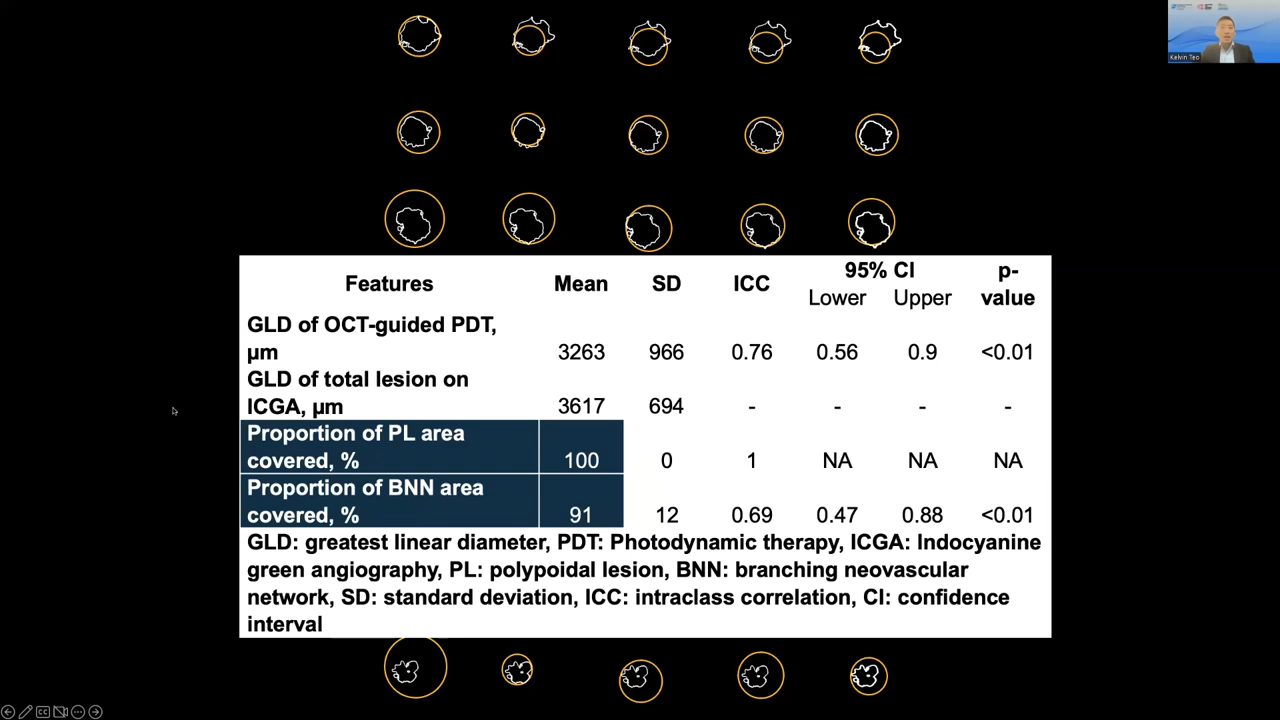 Kelvin Teo
Features Mean SD ICC 95% CI p-
Lower Upper value
GLD of OCT-guided PDT,
µm 3263 966 0.76 0.56 0.9 <0.01
GLD of total lesion on
ICGA, µm 3617 694 - - - -
Proportion of PL area
covered, % 100 0 1 NA NA NA
Proportion of BNN area
covered, % 91 12 0.69 0.47 0.88 <0.01
GLD: greatest linear diameter, PDT: Photodynamic therapy, ICGA: Indocyanine
green angiography, PL: polypoidal lesion, BNN: branching neovascular
network, SD: standard deviation, ICC: intraclass correlation, CI: confidence
interval